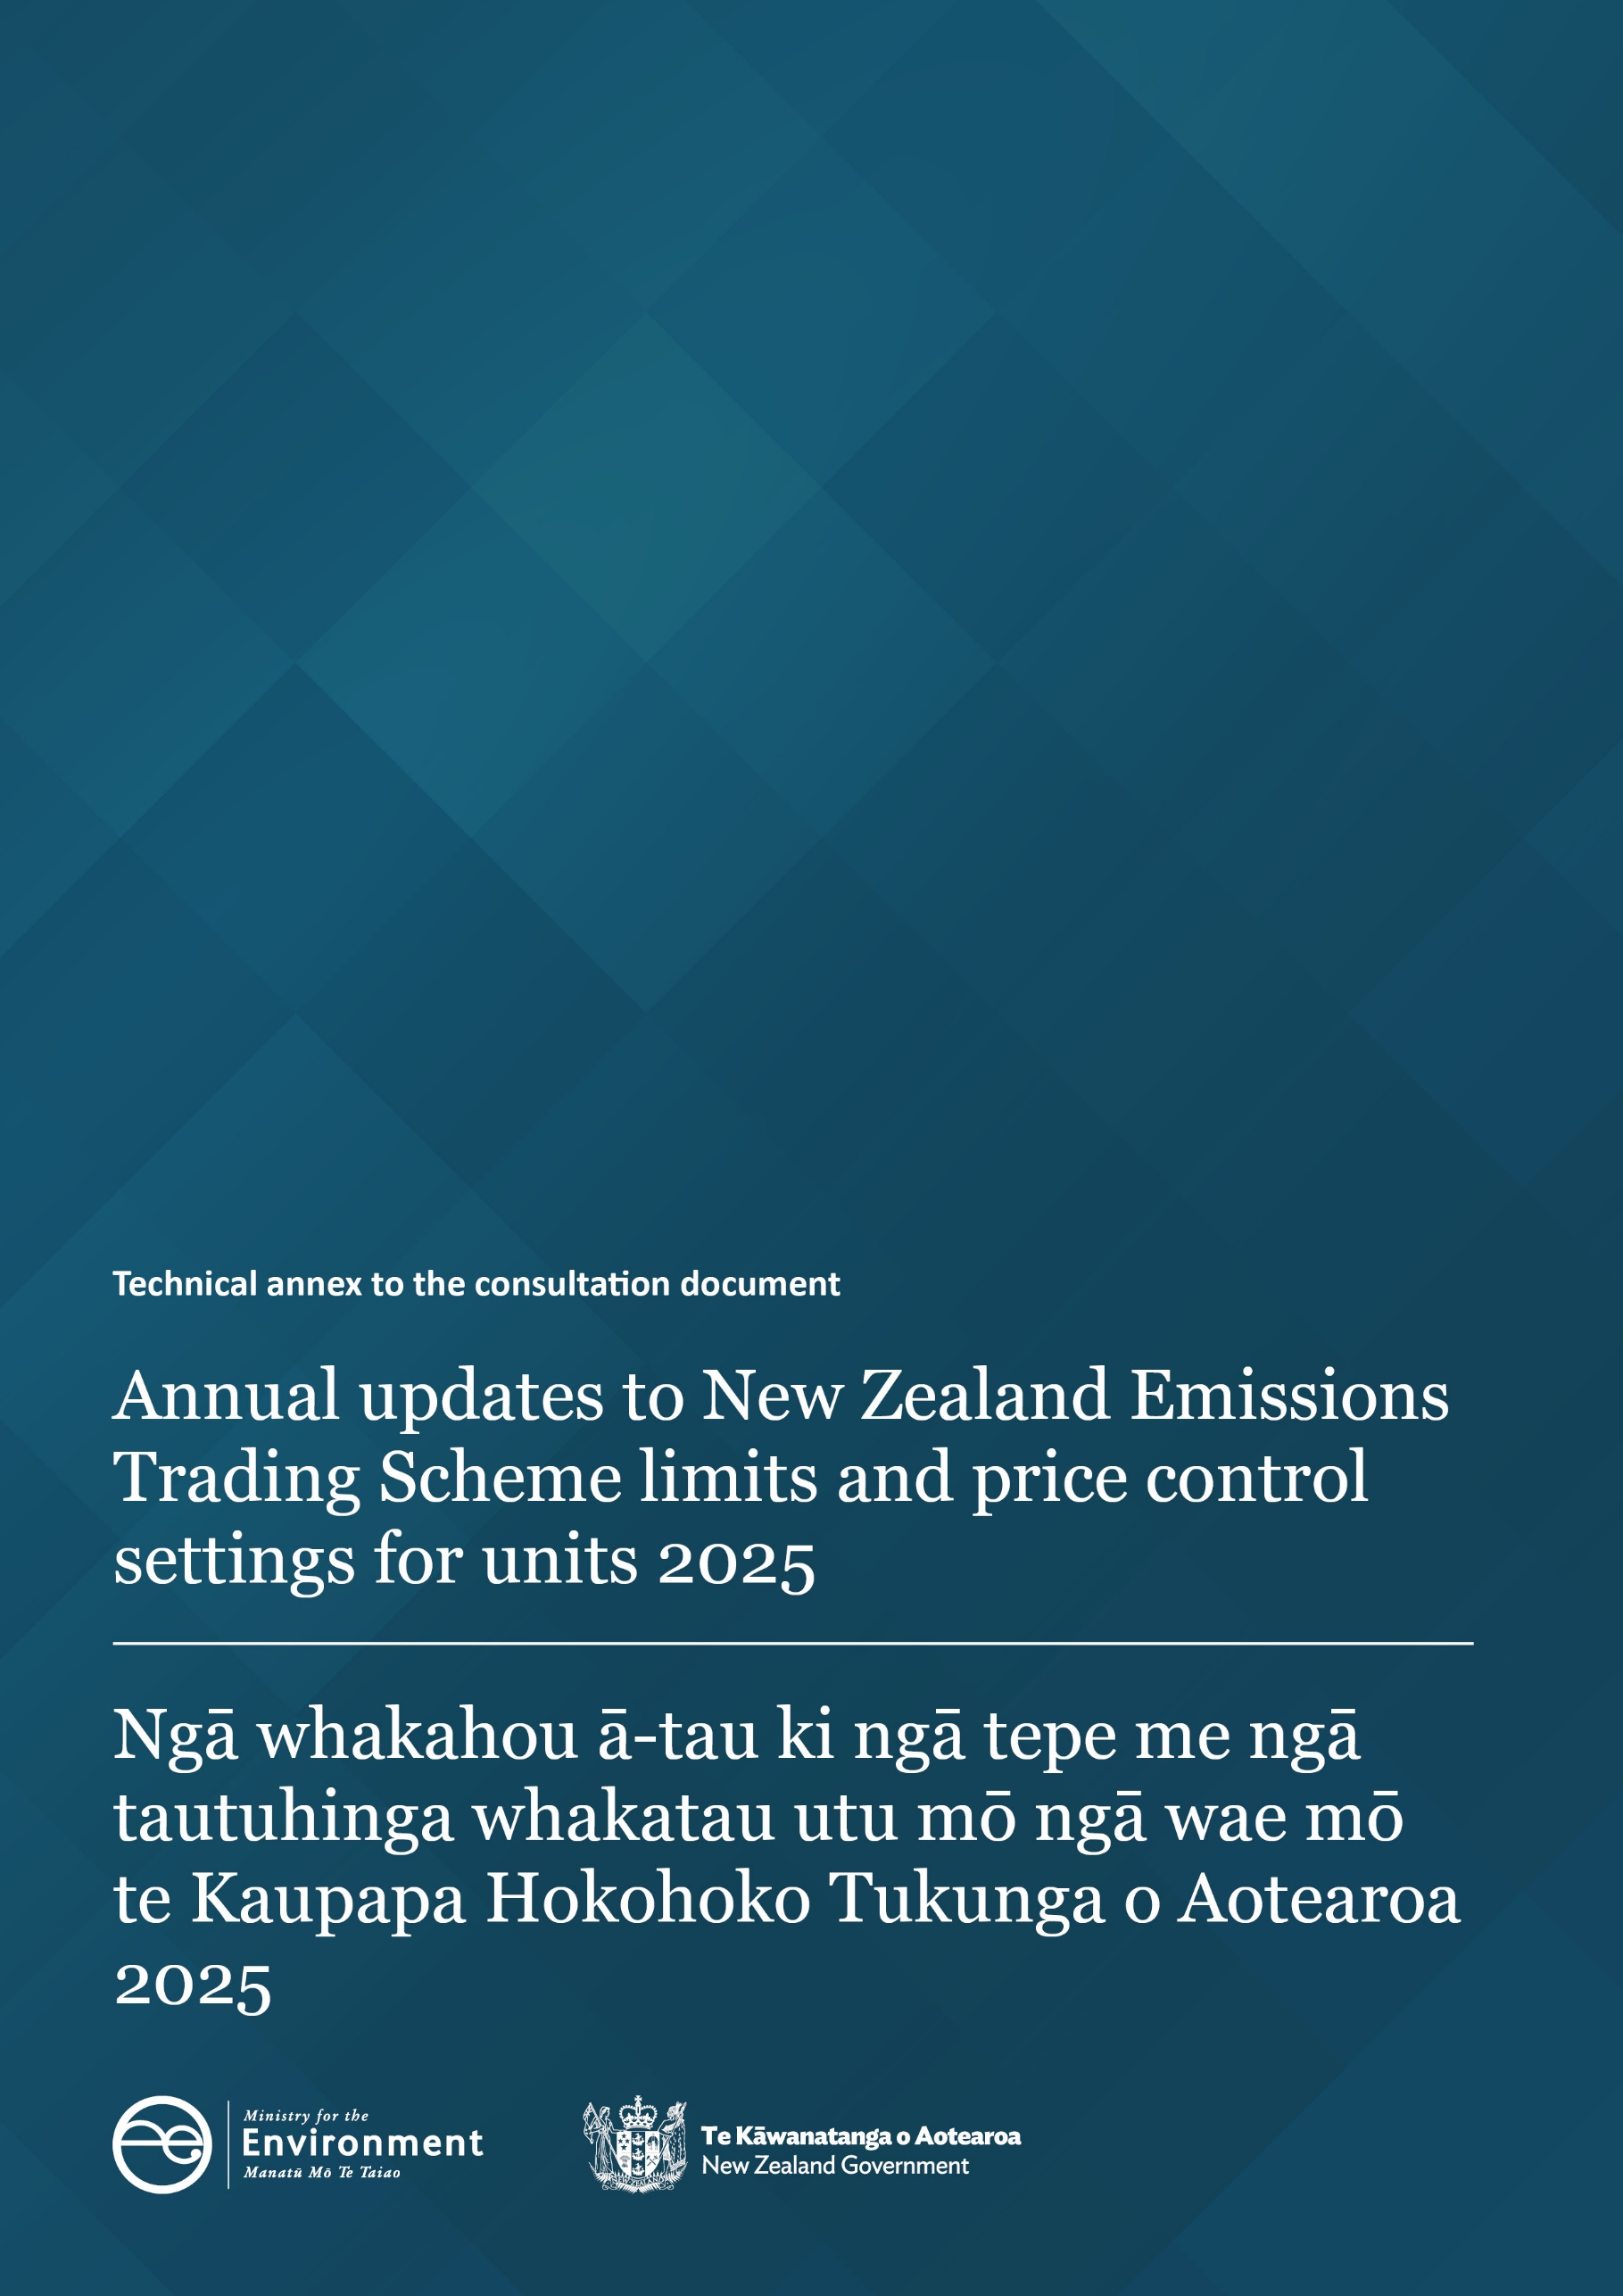 Technical annex to the consultation document
Annual updates to New Zealand Emissions
Trading Scheme limits and price control
settings for units 2025
Ngā whakahou ā-tau ki ngā tepe me ngā
tautuhinga whakatau utu mō ngā wae mō
te Kaupapa Hokohoko Tukunga o Aotearoa
2025
Ministry for the
Environment
Manatū Mō Te Taiao
Te Kāwanatanga o Aotearoa
New Zealand Government